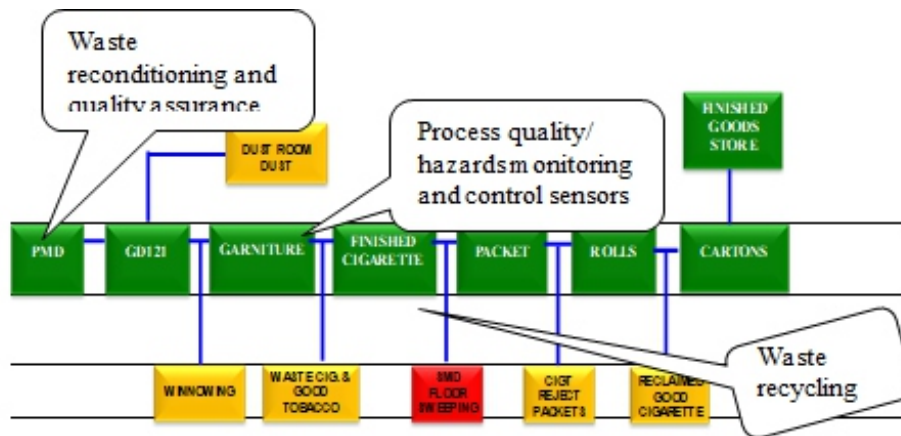 Waste
reconditioning and
quality assurance
Process quality/
hazards monitoring
and control sensors
FINISHED
GOODS
STORE
DUST ROOM
DUST
PMD
GD121
GARNITURE
FINISHED
CIGARETTE
PACKET
ROLLS
CARTONS
Waste
recycling
WINNOWING
WASTE CIG. &
GOOD
TOBACCO
SMD
FLOOR
SWEEPING
CIGT
REJECT
PACKETS
RECLAIMED
GOOD
CIGARETTE